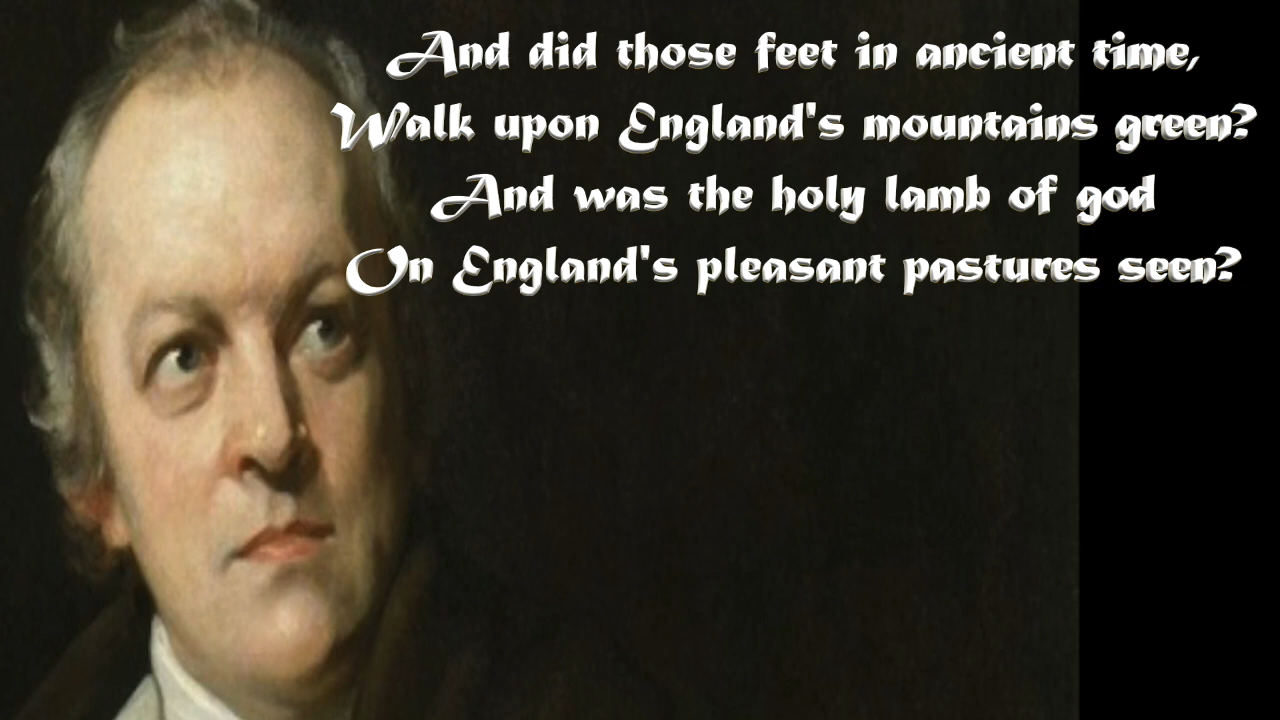 And did those feet in ancient time,
Walk upon England's mountains green?
And was the holy lamb of god
On England's pleasant pastures seen?